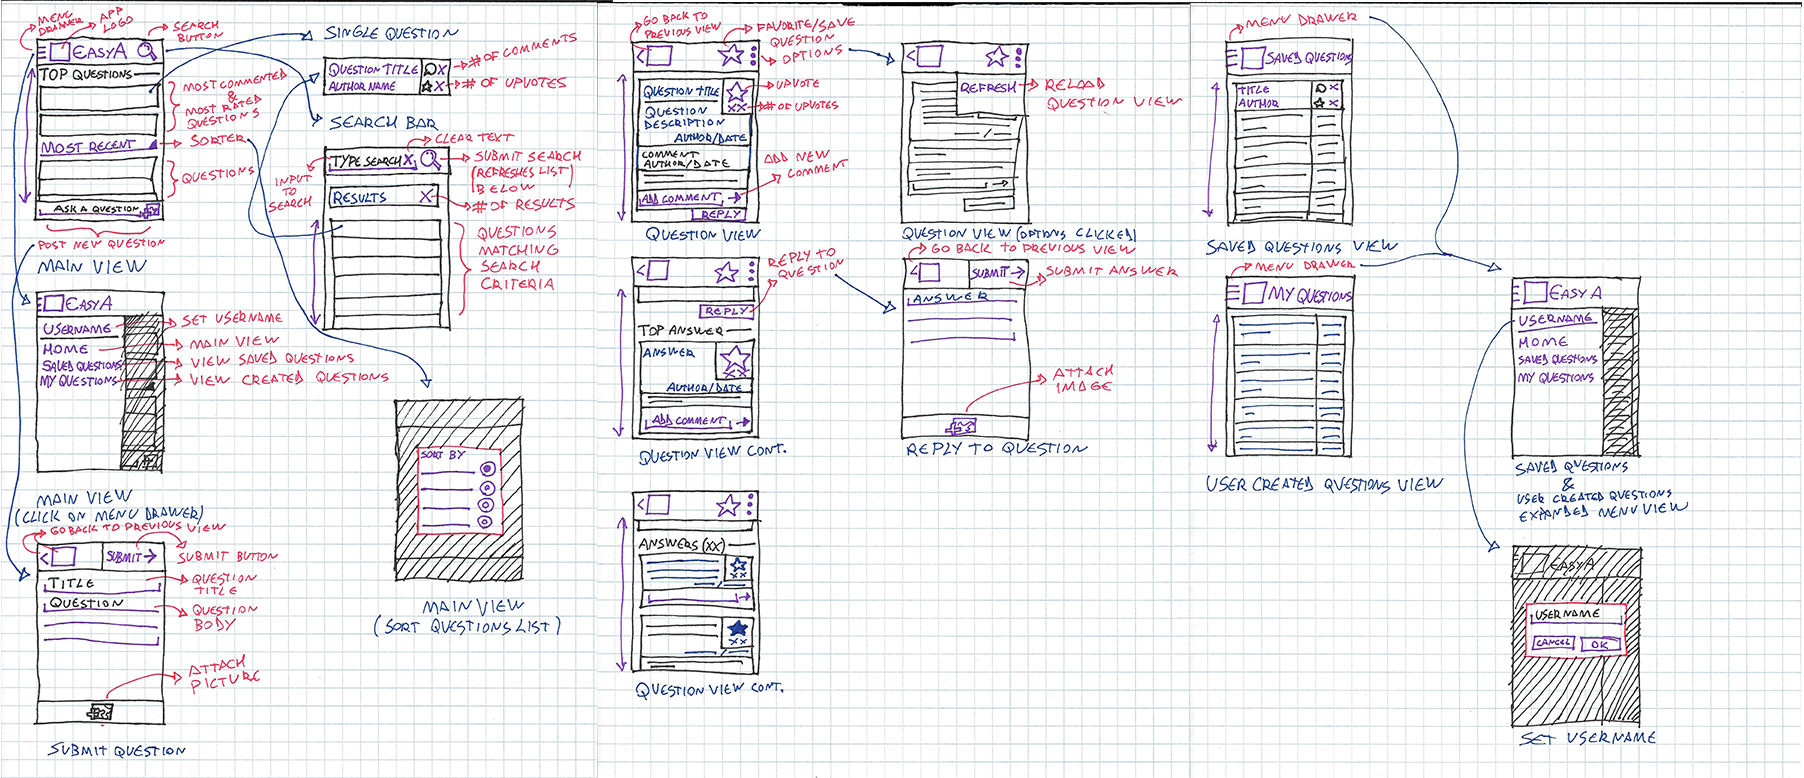 MENU
DRAWER
APP
LOGO
SEARCH
BUTTON
EASYA
TOP QUESTIONS
MOST COMMENTED
&
MOST RATED
QUESTIONS
MOST RECENT
SORTER
QUESTIONS
ASK A QUESTION
POST NEW QUESTION
MAIN VIEW
EASYA
USERNAME
SET USERNAME
HOME
MAIN VIEW
SAVED QUESTIONS
VIEW SAVED QUESTIONS
MY QUESTIONS
VIEW CREATED QUESTIONS
MAIN VIEW
(CLICK ON MENU DRAWER)
GO BACK TO PREVIOUS VIEW
SUBMIT
SUBMIT BUTTON
TITLE
QUESTION
TITLE
QUESTION
QUESTION
BODY
ATTACH
PICTURE
SUBMIT QUESTION
SINGLE QUESTION
QUESTION TITLE
X
# OF COMMENTS
AUTHOR NAME
X
# OF UPVOTES
SEARCH BAR
CLEAR TEXT
TYPE SEARCH X
SUBMIT SEARCH
(REFRESHES LIST)
BELOW
INPUT
TO
SEARCH
RESULTS
X
# OF RESULTS
QUESTIONS
MATCHING
SEARCH
CRITERIA
SORT BY
MAIN VIEW
(SORT QUESTIONS LIST)
GO BACK TO
PREVIOUS VIEW
FAVORITE/SAVE
QUESTION
OPTIONS
QUESTION TITLE
UPVOTE
XX
# OF UPVOTES
QUESTION
DESCRIPTION
AUTHOR/DATE
COMMENT
AUTHOR/DATE
ADD NEW
COMMENT
ADD COMMENT
REPLY
QUESTION VIEW
REPLY TO
QUESTION
REPLY
TOP ANSWER
ANSWER
XX
AUTHOR/DATE
ADD COMMENT
QUESTION VIEW CONT.
ANSWERS (XX)
XX
XX
QUESTION VIEW CONT.
REFRESH
RELOAD
QUESTION VIEW
QUESTION VIEW (OPTIONS CLICKED)
GO BACK TO PREVIOUS VIEW
SUBMIT
SUBMIT ANSWER
ANSWER
ATTACH
IMAGE
REPLY TO QUESTION
MENU DRAWER
SAVED QUESTIONS
TITLE
X
AUTHOR
X
SAVED QUESTIONS VIEW
MENU DRAWER
MY QUESTIONS
USER CREATED QUESTIONS VIEW
EASY A
USERNAME
HOME
SAVED QUESTIONS
MY QUESTIONS
SAVED QUESTIONS
&
USER CREATED QUESTIONS
EXPANDED MENU VIEW
EASYA
USERNAME
CANCEL
OK
SET USERNAME